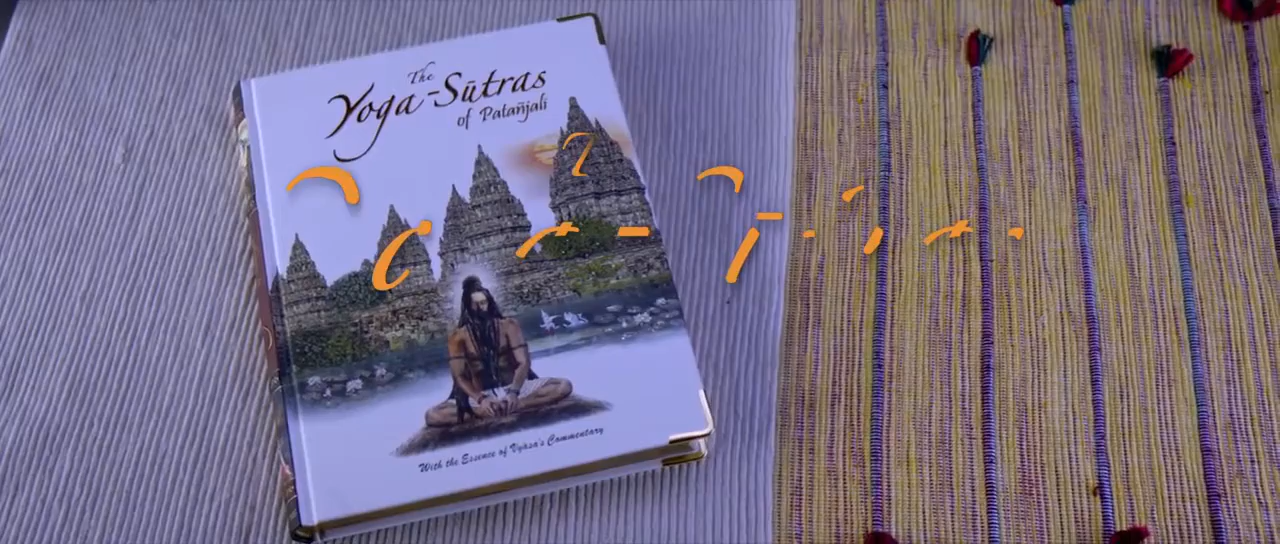 The
Yoga-Sūtras
of Patañjali
With the Essence of Vyāsa's Commentary